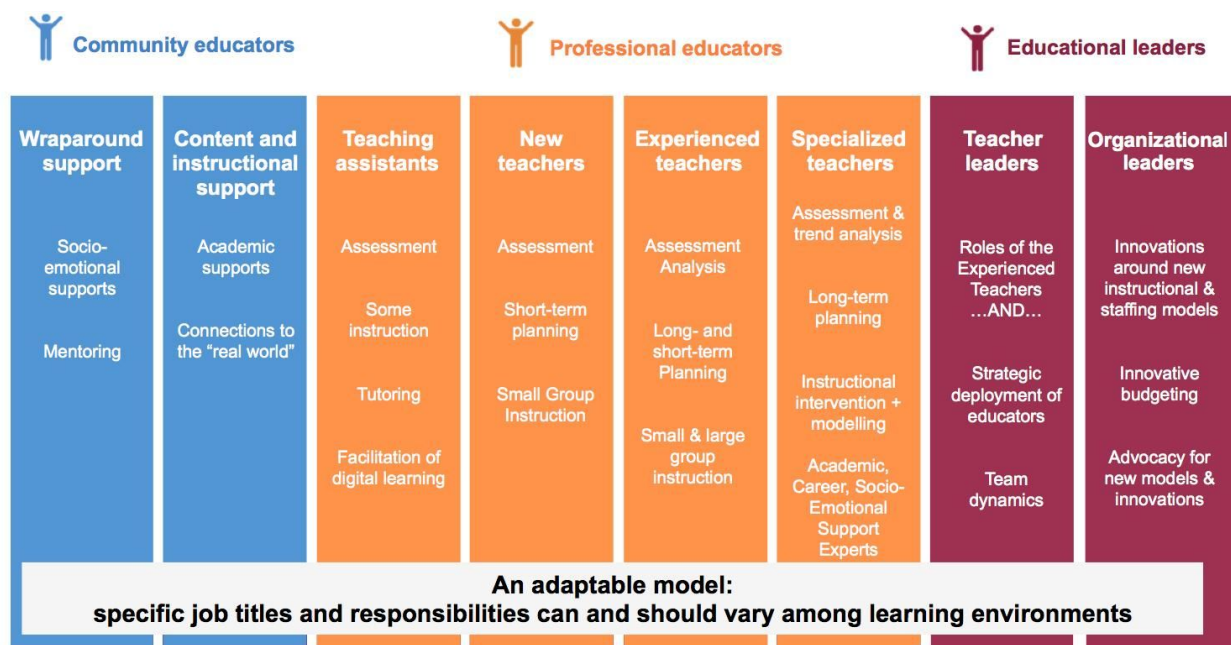 Community educators
Professional educators
Educational leaders
Wraparound
support
Socio-
emotional
supports
Mentoring
Content and
instructional
support
Academic
supports
Connections to
the “real world”
Teaching
assistants
Assessment
Some
instruction
Tutoring
Facilitation of
digital learning
New
teachers
Assessment
Short-term
planning
Small Group
Instruction
Experienced
teachers
Assessment
Analysis
Long- and
short-term
Planning
Small & large
group
instruction
Specialized
teachers
Assessment &
trend analysis
Long-term
planning
Instructional
intervention +
modelling
Academic,
Career, Socio-
Emotional
Support
Experts
Teacher
leaders
Roles of the
Experienced
Teachers
…AND…
Strategic
deployment of
educators
Team
dynamics
Organizational
leaders
Innovations
around new
instructional &
staffing models
Innovative
budgeting
Advocacy for
new models &
innovations
An adaptable model:
specific job titles and responsibilities can and should vary among learning environments